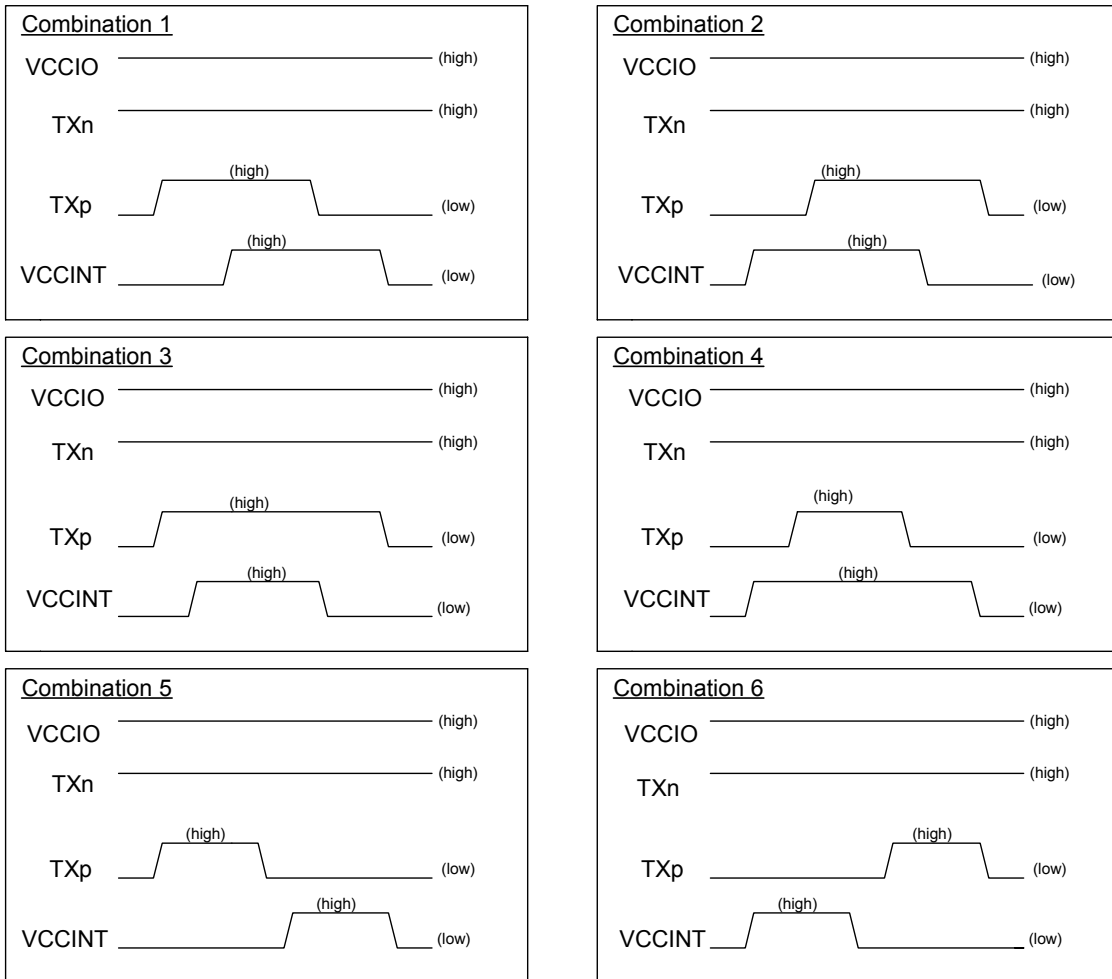 Combination 1
VCCIO
(high)
TXn
(high)
TXp
(high)
(low)
VCCINT
(high)
(low)
Combination 2
VCCIO
(high)
TXn
(high)
TXp
(high)
(low)
VCCINT
(high)
(low)
Combination 3
VCCIO
(high)
TXn
(high)
TXp
(high)
(low)
VCCINT
(high)
(low)
Combination 4
VCCIO
(high)
TXn
(high)
TXp
(high)
(low)
VCCINT
(high)
(low)
Combination 5
VCCIO
(high)
TXn
(high)
TXp
(high)
(low)
VCCINT
(high)
(low)
Combination 6
VCCIO
(high)
TXn
(high)
TXp
(high)
(low)
VCCINT
(high)
(low)